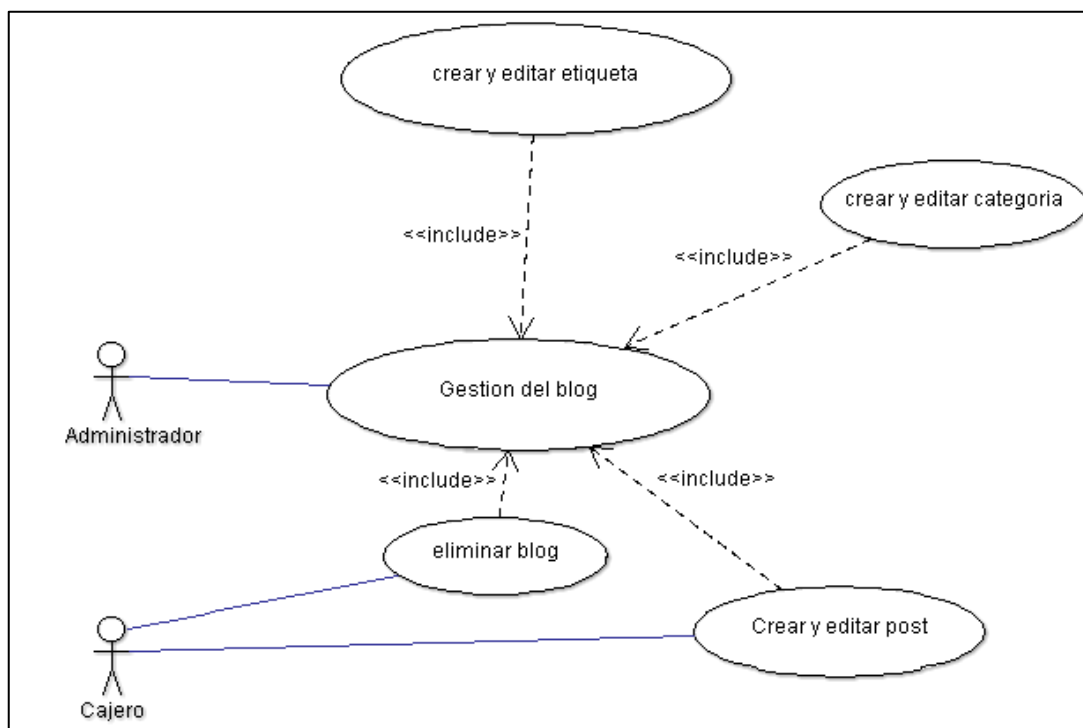 crear y editar etiqueta
crear y editar categoria
<<include>>
<<include>>
Gestion del blog
Administrador
<<include>>
<<include>>
eliminar blog
Crear y editar post
Cajero